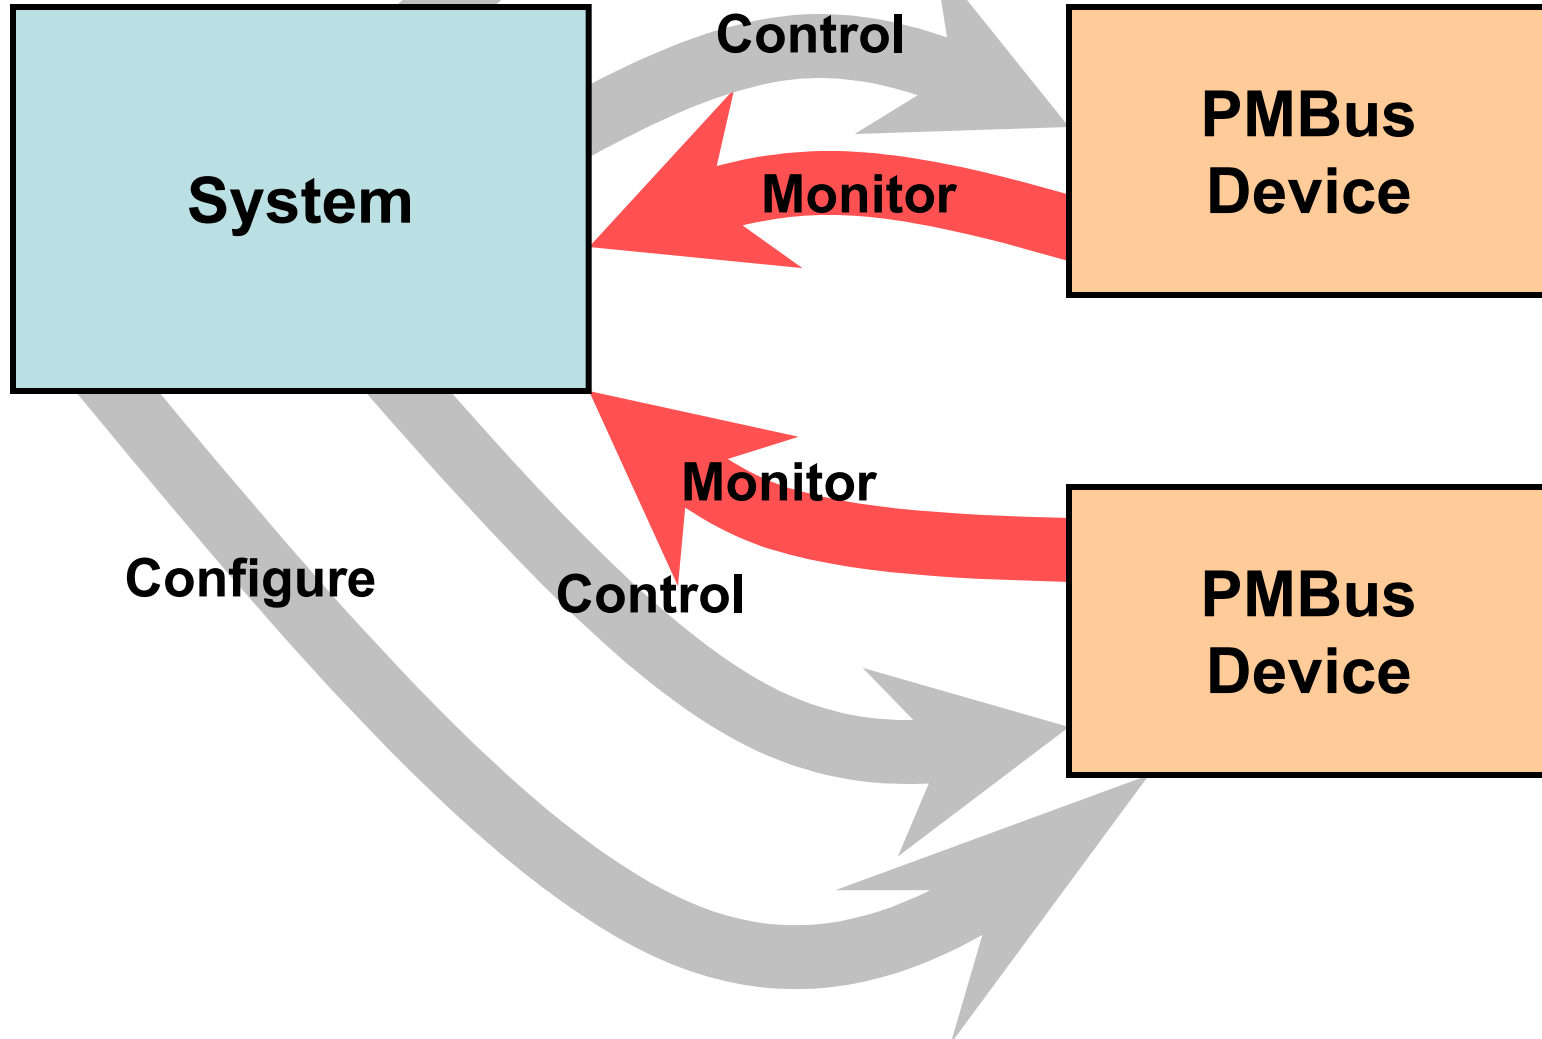 Control
PMBus
Device
System
Monitor
Monitor
Configure
Control
PMBus
Device